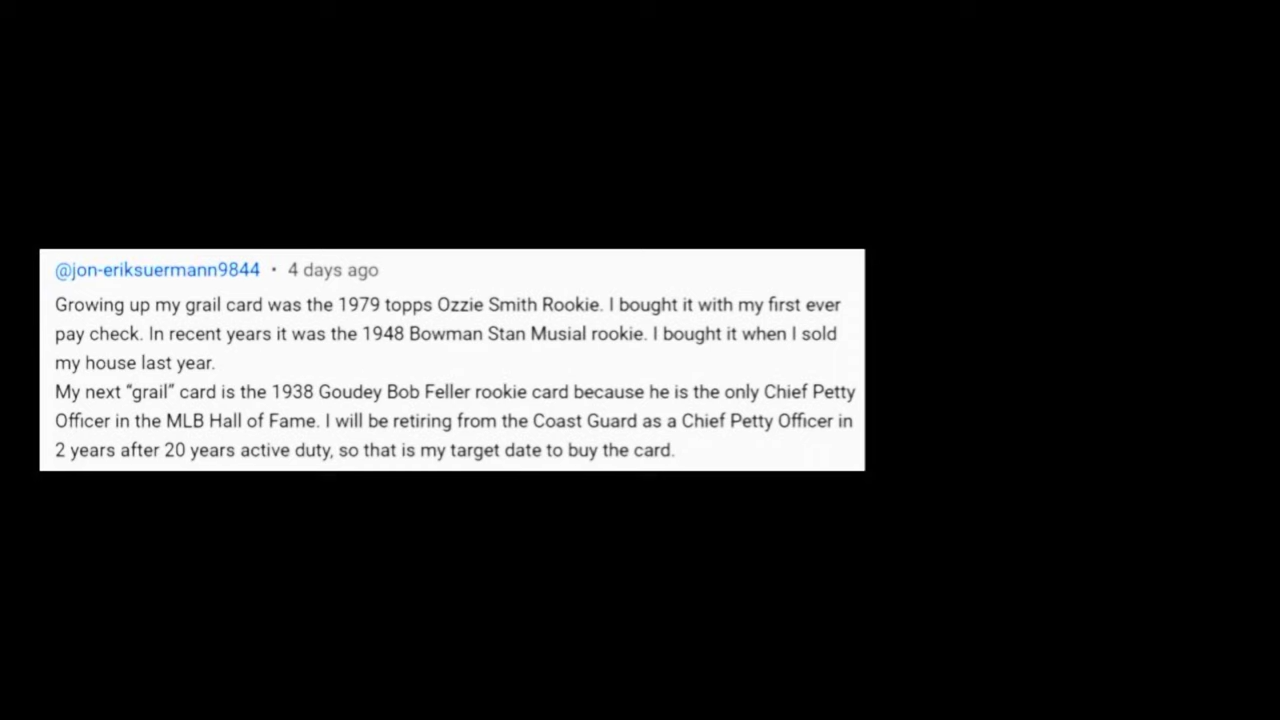 @jon-eriksuermann9844 • 4 days ago
Growing up my grail card was the 1979 topps Ozzie Smith Rookie. I bought it with my first ever
pay check. In recent years it was the 1948 Bowman Stan Musial rookie. I bought it when I sold
my house last year.
My next “grail” card is the 1938 Goudey Bob Feller rookie card because he is the only Chief Petty
Officer in the MLB Hall of Fame. I will be retiring from the Coast Guard as a Chief Petty Officer in
2 years after 20 years active duty, so that is my target date to buy the card.